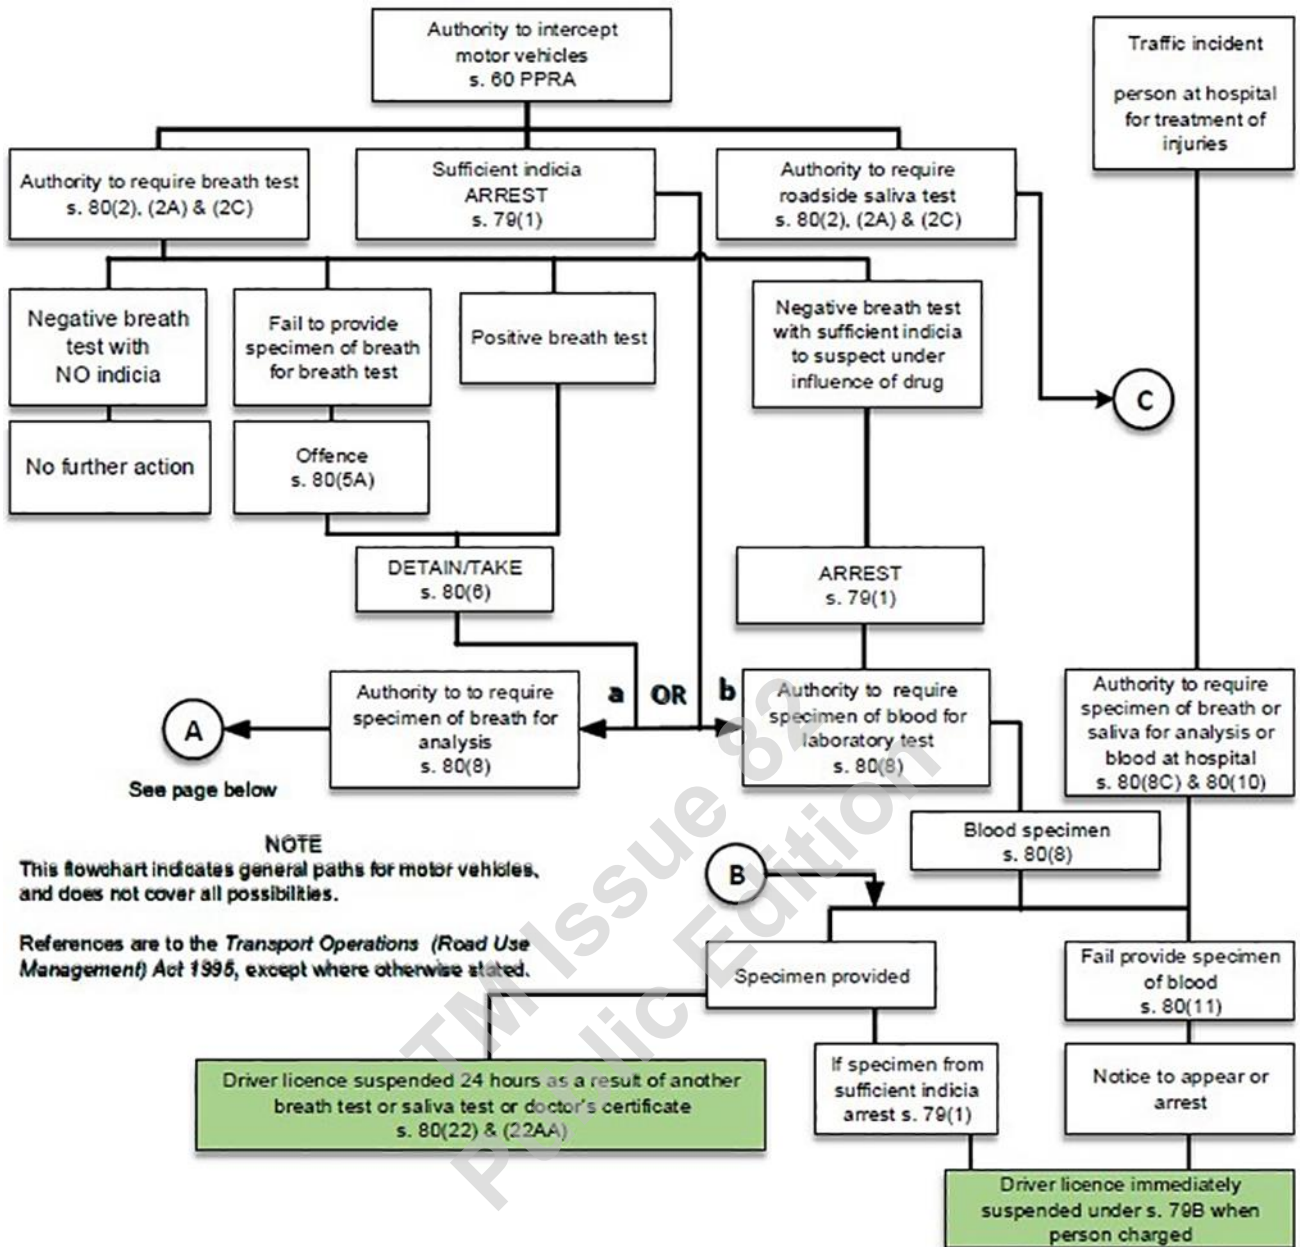 Authority to intercept
motor vehicles
s. 60 PPRA
Traffic incident
person at hospital
for treatment of
injuries
Authority to require breath test
s. 80(2), (2A) & (2C)
Sufficient indicia
ARREST
s. 79(1)
Authority to require
roadside saliva test
s. 80(2), (2A) & (2C)
Negative breath
test with
NO indicia
Fail to provide
specimen of breath
for breath test
Positive breath test
Negative breath test
with sufficient indicia
to suspect under
influence of drug
C
No further action
Offence
s. 80(5A)
DETAIN/TAKE
s. 80(6)
ARREST
s. 79(1)
A
See page below
Authority to to require
specimen of breath for
analysis
s. 80(8)
a OR b
Authority to require
specimen of blood for
laboratory test
s. 80(8)
Authority to require
specimen of breath or
saliva for analysis or
blood at hospital
s. 80(8C) & 80(10)
Blood specimen
s. 80(8)
NOTE
This flowchart indicates general paths for motor vehicles,
and does not cover all possibilities.
References are to the Transport Operations (Road Use
Management) Act 1995, except where otherwise stated.
B
Specimen provided
Fail provide specimen
of blood
s. 80(11)
Driver licence suspended 24 hours as a result of another
breath test or saliva test or doctor's certificate
s. 80(22) & (22AA)
If specimen from
sufficient indicia
arrest s. 79(1)
Notice to appear or
arrest
Driver licence immediately
suspended under s. 79B when
person charged
TM Issue 82
Public Edition